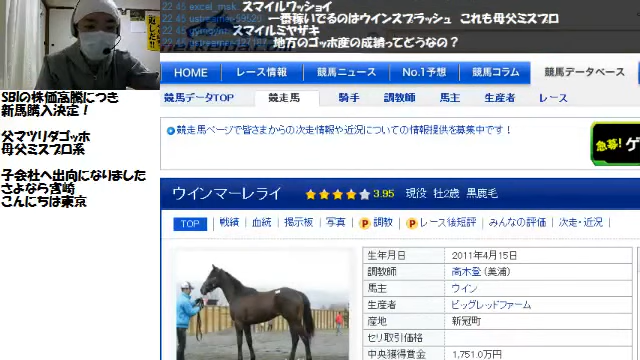 22 45 excel_msk スマイルワッショイ
22 45 ustreamer-59521 一番稼いでるのはウインスプラッシュ これも母父ミスプロ
22 45 スマイルミヤザキ
22 45 ustreamer-12717 地方のゴッホ産の成績ってどうなの？
SBIの株価高騰につき
新馬購入決定！
父マツリダゴッホ
母父ミスプロ系
子会社へ出向になりました
さよなら宮崎
こんにちは東京
HOME レース情報 競馬ニュース No.1予想 競馬コラム 競馬データベース
競馬データTOP 競走馬 騎手 調教師 馬主 生産者 レース
競走馬ページで皆さまからの次走情報や近況についての情報提供を募集中です！
急募！ ゲ
ウインマーレライ 3.95 現役 牡2歳 黒鹿毛
TOP 戦績 血統 掲示板 写真 P 調教 P レース後短評 みんなの評価 次走・近況
生年月日 2011年4月15日
調教師 高木登 (美浦)
馬主 ウイン
生産者 ビッグレッドファーム
産地 新冠町
セリ取引価格
中央獲得賞金 1,751.0万円